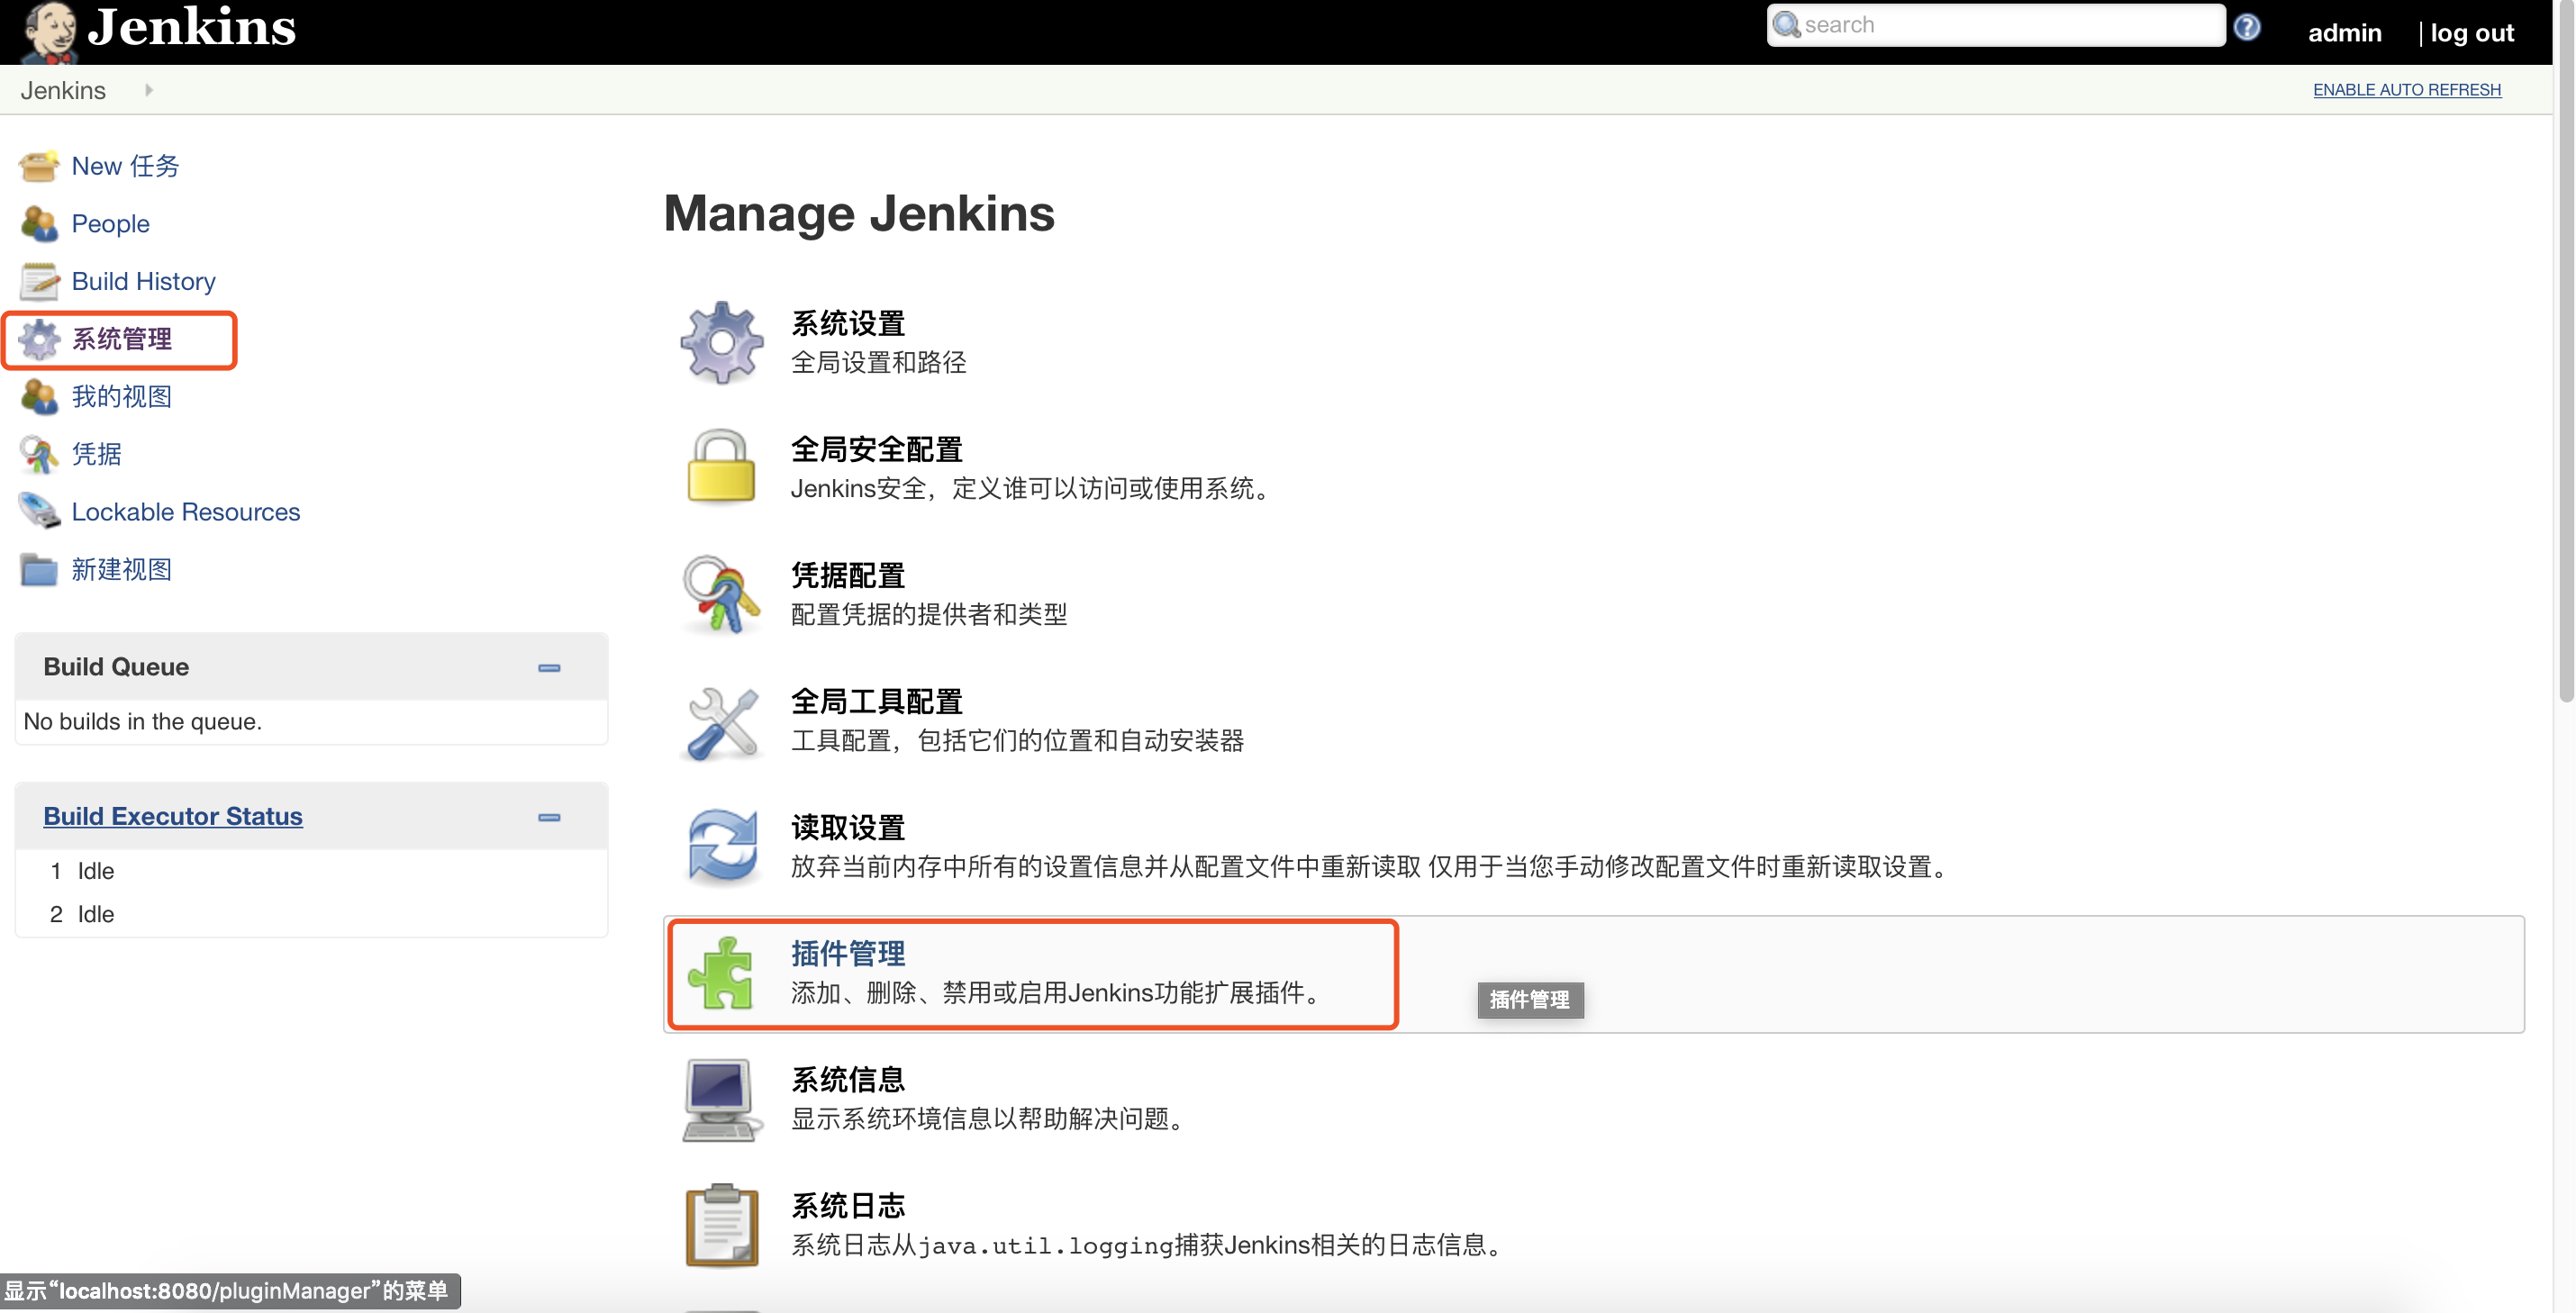 Jenkins
search
admin
| log out
Jenkins
ENABLE AUTO REFRESH
New 任务
People
Build History
系统管理
我的视图
凭据
Lockable Resources
新建视图
Build Queue
No builds in the queue.
Build Executor Status
1 Idle
2 Idle
Manage Jenkins
系统设置
全局设置和路径
全局安全配置
Jenkins安全，定义谁可以访问或使用系统。
凭据配置
配置凭据的提供者和类型
全局工具配置
工具配置，包括它们的位置和自动安装器
读取设置
放弃当前内存中所有的设置信息并从配置文件中重新读取 仅用于当您手动修改配置文件时重新读取设置。
插件管理
添加、删除、禁用或启用Jenkins功能扩展插件。
插件管理
系统信息
显示系统环境信息以帮助解决问题。
系统日志
系统日志从java.util.logging捕获Jenkins相关的日志信息。
显示“localhost:8080/pluginManager”的菜单